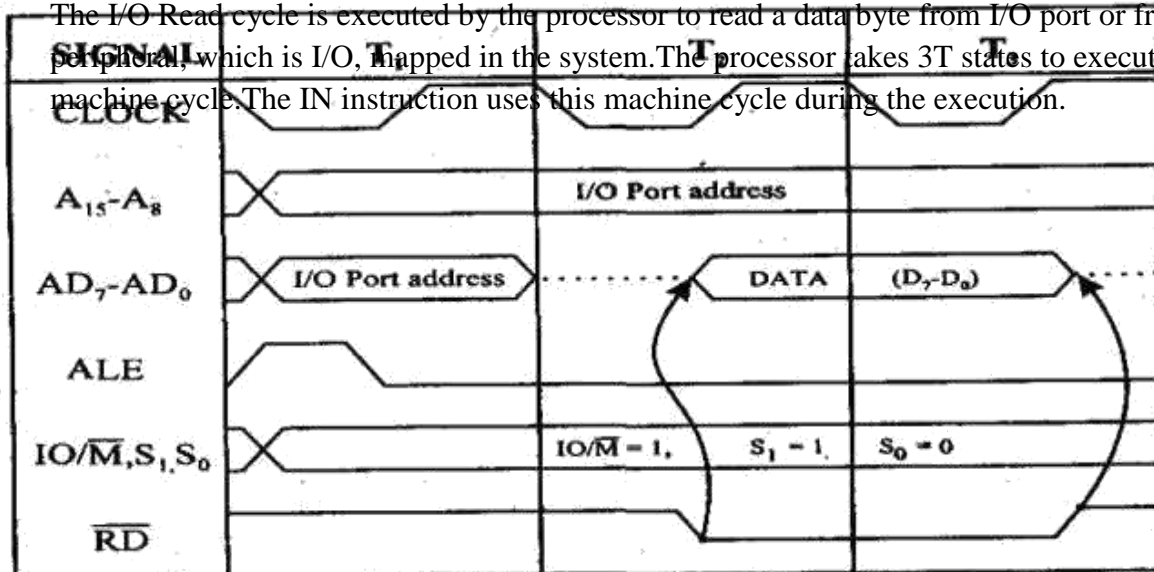 The I/O Read cycle is executed by the processor to read a data byte from I/O port or
peripheral, which is I/O, mapped in the system.The processor takes 3T states to
machine cycle.The IN instruction uses this machine cycle during the execution.
SIGNAL T₁ T₂ T₃
CLOCK
A₁₅-A₈ I/O Port address
AD₇-AD₀ I/O Port address DATA (D₇-D₀)
ALE
IO/M̅,S₁,S₀ IO/M̅ = 1, S₁ = 1, S₀ = 0
R̅D̅